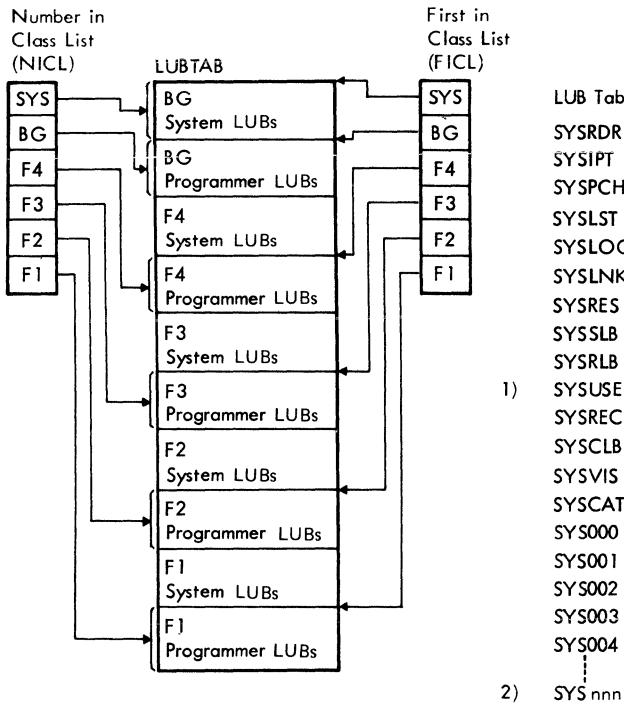 Number in
Class List
(NICL)
SYS
BG
F4
F3
F2
F1
LUBTAB
BG
System LUBs
BG
Programmer LUBs
F4
System LUBs
F4
Programmer LUBs
F3
System LUBs
F3
Programmer LUBs
F2
System LUBs
F2
Programmer LUBs
F1
System LUBs
F1
Programmer LUBs
First in
Class List
(FICL)
SYS
BG
F4
F3
F2
F1
LUB Tab
SYSRDR
SYSIPT
SYSPCH
SYSLST
SYSLOG
SYSLNK
SYSRES
SYSSLB
SYSRLB
1) SYSUSE
SYSREC
SYSCLB
SYSVIS
SYSCAT
SYS000
SYS001
SYS002
SYS003
SYS004
2) SYS nnn